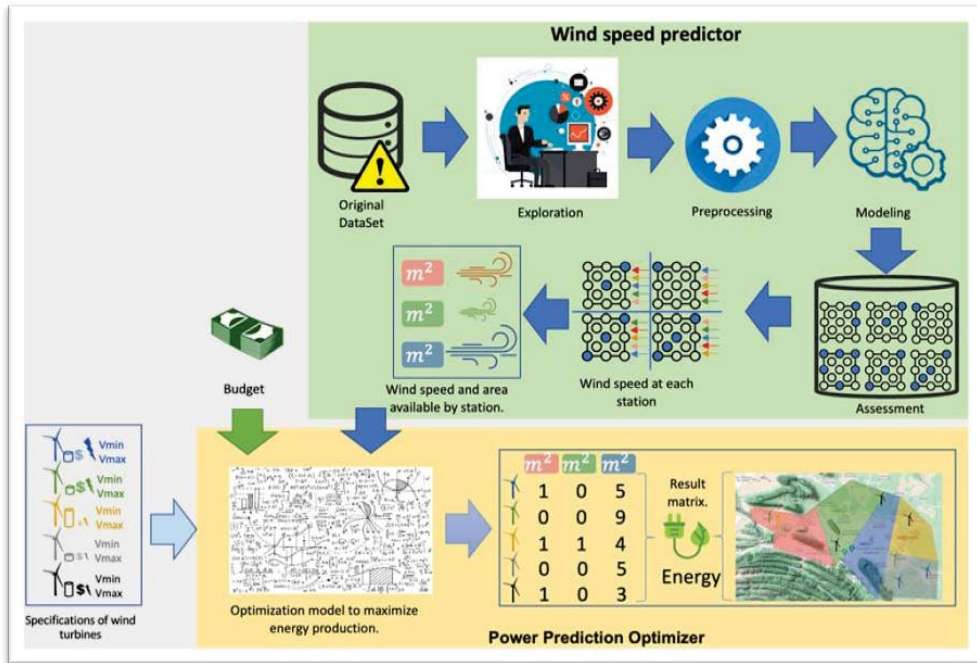 Wind speed predictor
Original
DataSet
Exploration
Preprocessing
Modeling
m²
m²
m²
Wind speed and area
available by station.
Wind speed at each
station
Assessment
Budget
$ Vmin
Vmax
$ Vmin
Vmax
Vmin
Vmax
$ Vmin
Vmax
$ Vmin
Vmax
Specifications of wind
turbines
Optimization model to maximize
energy production.
m² m² m²
1 0 5
0 0 9
1 1 4
0 0 5
1 0 3
Result
matrix.
Energy
Power Prediction Optimizer